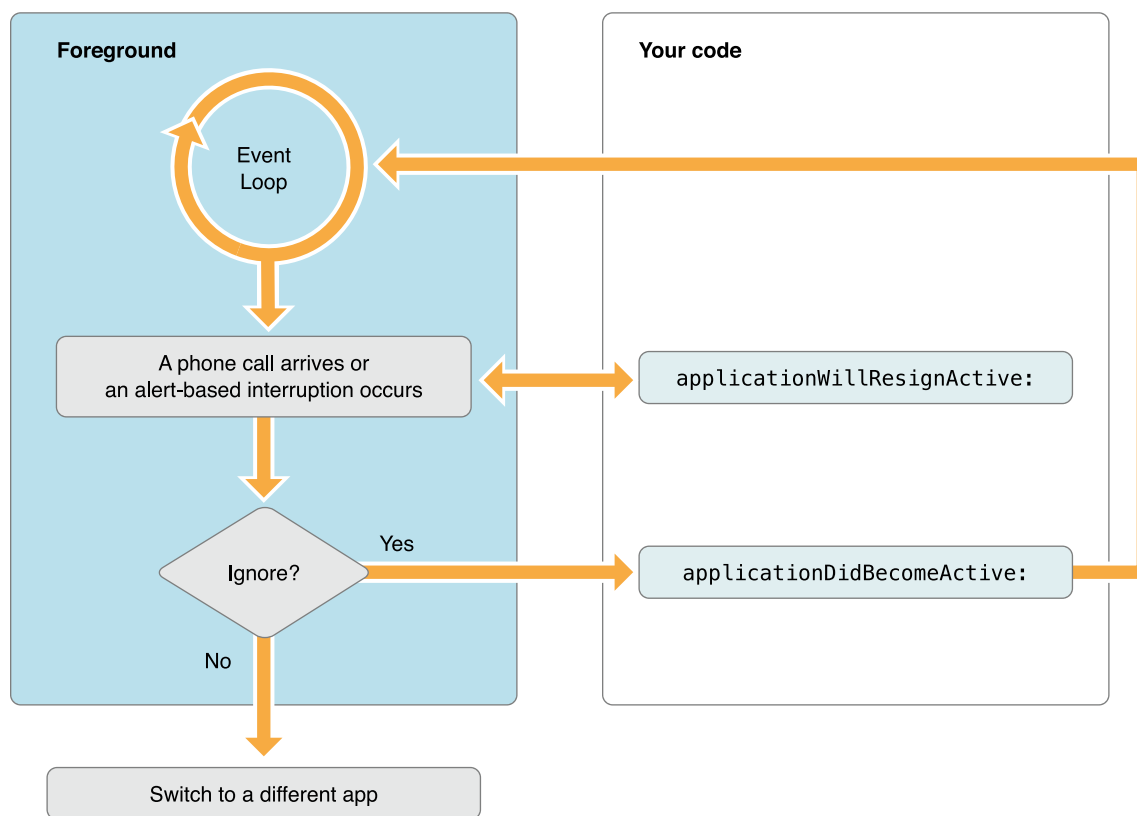 Foreground
Your code
Event
Loop
A phone call arrives or
an alert-based interruption occurs
applicationWillResignActive:
Yes
Ignore?
applicationDidBecomeActive:
No
Switch to a different app